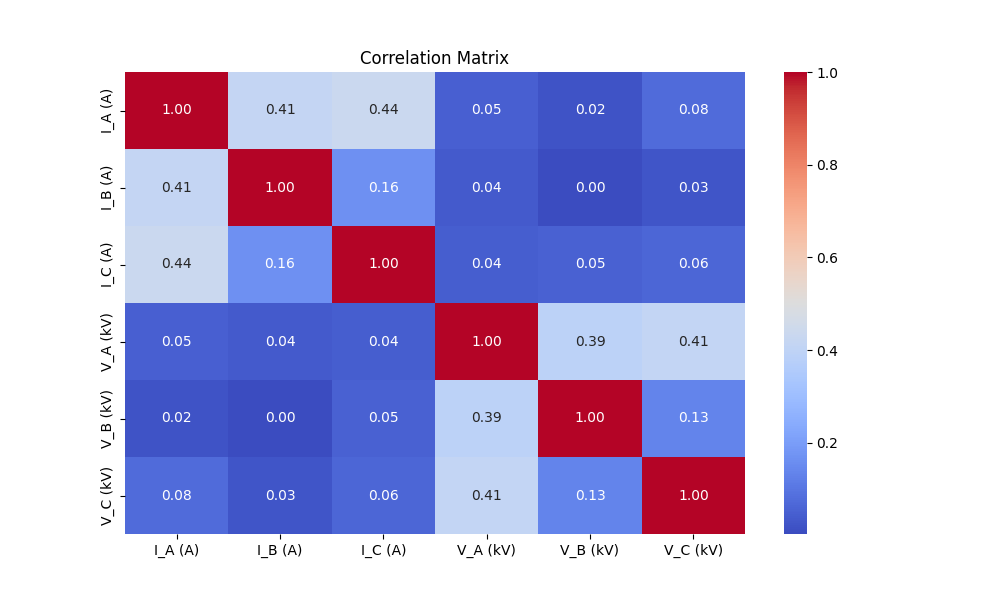 Correlation Matrix
I_A (A) 1.00 0.41 0.44 0.05 0.02 0.08
I_B (A) 0.41 1.00 0.16 0.04 0.00 0.03
I_C (A) 0.44 0.16 1.00 0.04 0.05 0.06
V_A (kV) 0.05 0.04 0.04 1.00 0.39 0.41
V_B (kV) 0.02 0.00 0.05 0.39 1.00 0.13
V_C (kV) 0.08 0.03 0.06 0.41 0.13 1.00
I_A (A) I_B (A) I_C (A) V_A (kV) V_B (kV) V_C (kV)
1.0
0.8
0.6
0.4
0.2